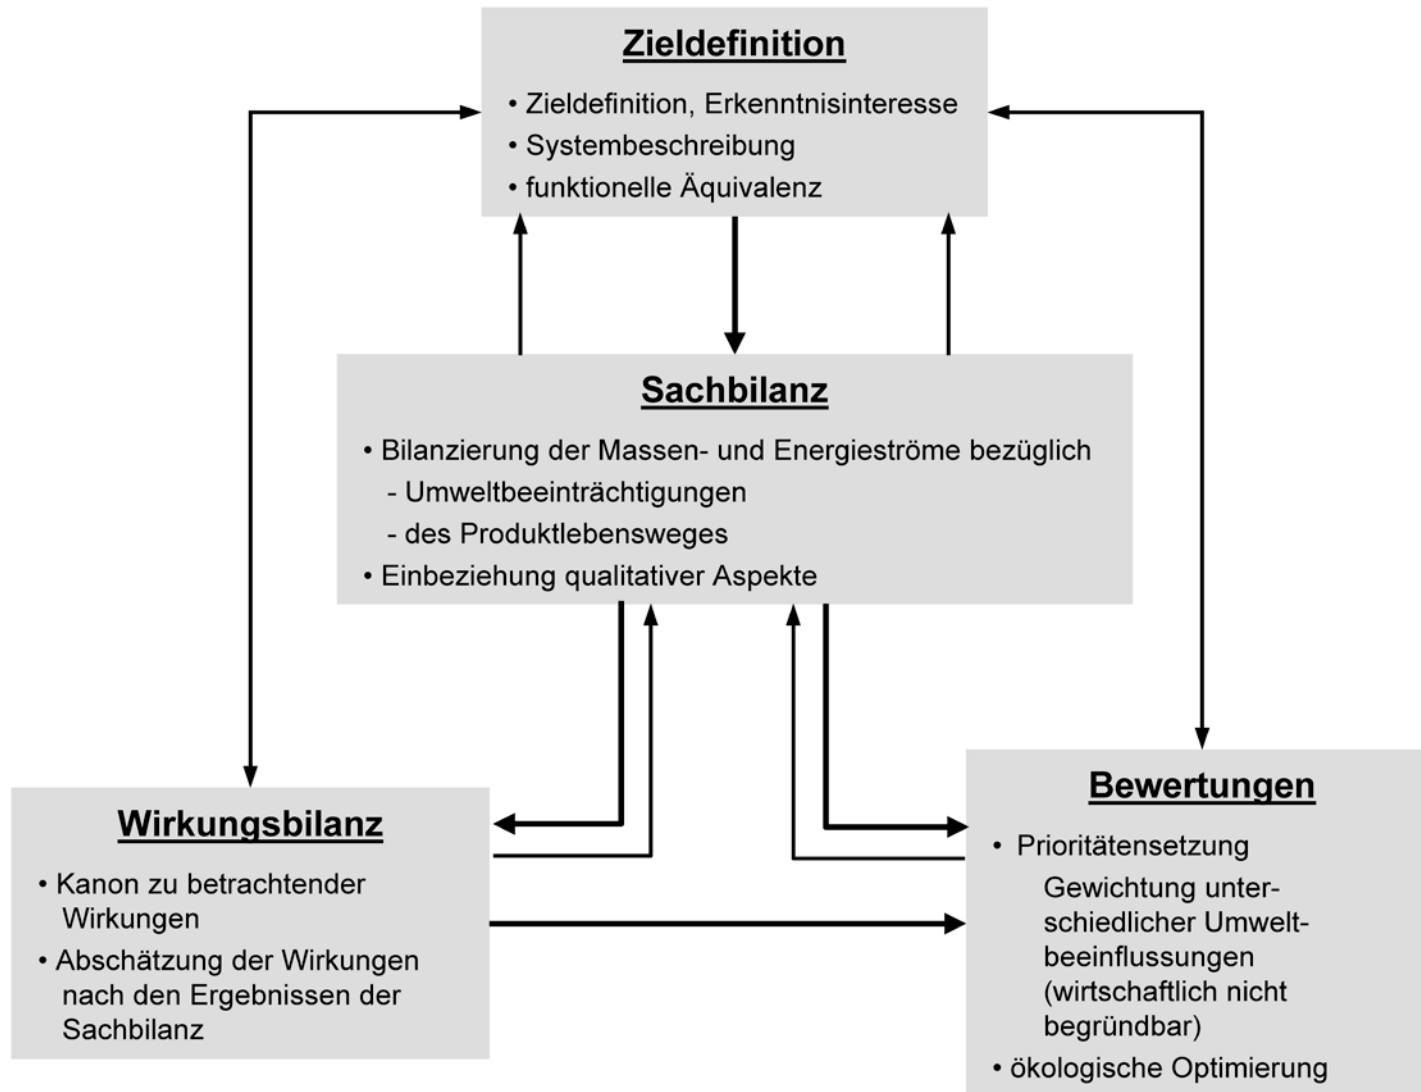 Zieldefinition
• Zieldefinition, Erkenntnisinteresse
• Systembeschreibung
• funktionelle Äquivalenz
Sachbilanz
• Bilanzierung der Massen- und Energieströme bezüglich
- Umweltbeeinträchtigungen
- des Produktlebensweges
• Einbeziehung qualitativer Aspekte
Wirkungsbilanz
• Kanon zu betrachtender
Wirkungen
• Abschätzung der Wirkungen
nach den Ergebnissen der
Sachbilanz
Bewertungen
• Prioritätensetzung
Gewichtung unter-
schiedlicher Umwelt-
beeinflussungen
(wirtschaftlich nicht
begründbar)
• ökologische Optimierung